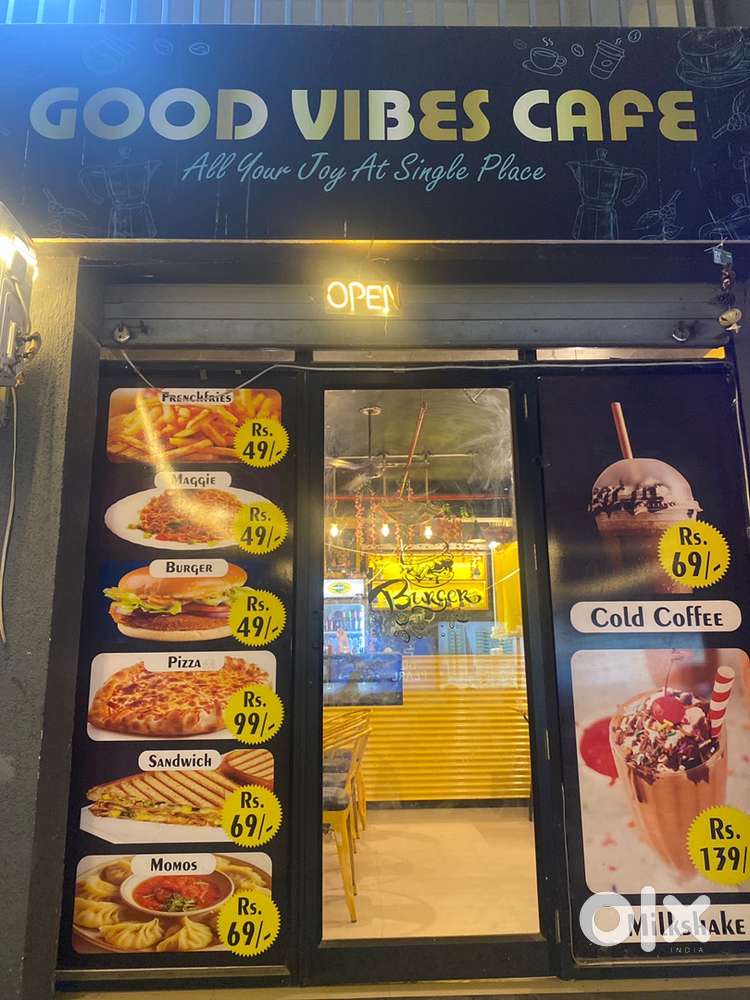 GOOD VIBES CAFE
All Your Joy At Single Place
OPEN
FRENCHFRIES
Rs.
49/-
MAGGIE
Rs.
49/-
BURGER
Rs.
49/-
PIZZA
Rs.
99/-
SANDWICH
Rs.
69/-
MOMOS
Rs.
69/-
Burger
Rs.
69/-
COLD COFFEE
Rs.
139/
MILKSHAKE
olx
INDIA